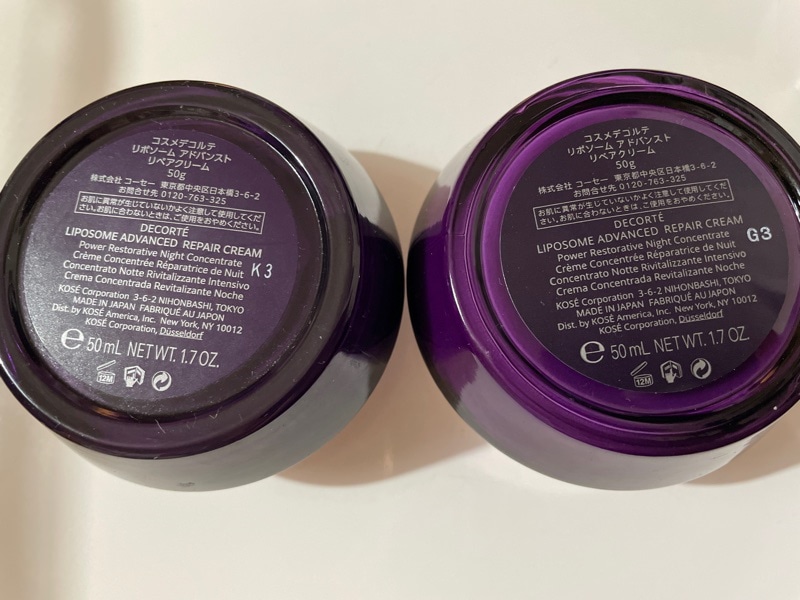 コスメデコルテ
リポソーム アドバンスト
リペアクリーム
50g
株式会社 コーセー 東京都中央区日本橋3-6-2
お問合せ先 0120-763-325
お肌に異常が生じていないかよく注意して使用してくだ
さい。お肌に合わないときは、ご使用をおやめください。
DECORTÉ
LIPOSOME ADVANCED REPAIR CREAM
Power Restorative Night Concentrate
Crème Concentrée Réparatrice de Nuit
Concentrato Notte Rivitalizzante Intensivo
Crema Concentrada Revitalizante Noche
K3
KOSÉ Corporation 3-6-2 NIHONBASHI, TOKYO
MADE IN JAPAN FABRIQUÉ AU JAPON
Dist. by KOSÉ America, Inc. New York, NY 10012
KOSÉ Corporation, Düsseldorf
℮ 50 mL NET WT. 1.7 OZ.
12M
コスメデコルテ
リポソーム アドバンスト
リペアクリーム
50g
株式会社 コーセー 東京都中央区日本橋3-6-2
お問合せ先 0120-763-325
お肌に異常が生じていないかよく注意して使用してくだ
さい。お肌に合わないときは、ご使用をおやめください。
DECORTÉ
LIPOSOME ADVANCED REPAIR CREAM
Power Restorative Night Concentrate
Crème Concentrée Réparatrice de Nuit
Concentrato Notte Rivitalizzante Intensivo
Crema Concentrada Revitalizante Noche
G3
KOSÉ Corporation 3-6-2 NIHONBASHI, TOKYO
MADE IN JAPAN FABRIQUÉ AU JAPON
Dist. by KOSÉ America, Inc. New York, NY 10012
KOSÉ Corporation, Düsseldorf
℮ 50 mL NET WT. 1.7 OZ.
12M